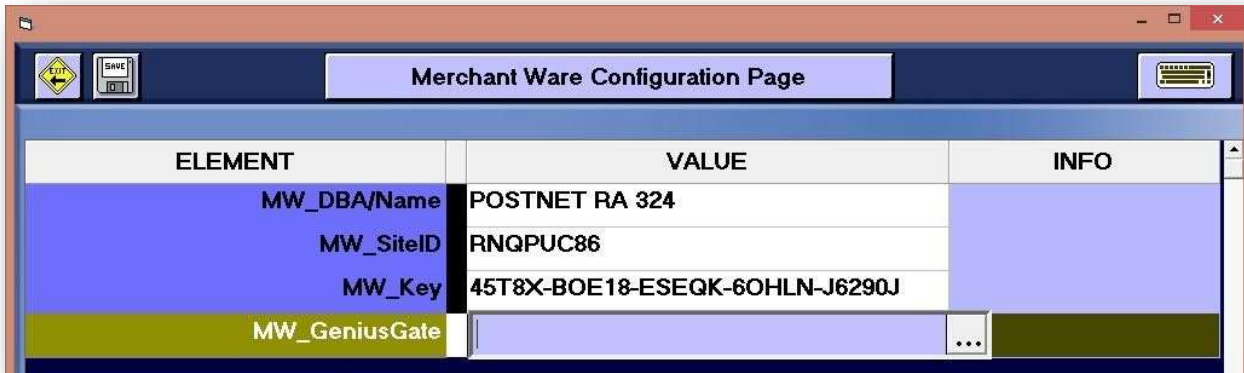 EXIT SAVE Merchant Ware Configuration Page
ELEMENT VALUE INFO
MW_DBA/Name POSTNET RA 324
MW_SiteID RNQPUC86
MW_Key 45T8X-BOE18-ESEQK-6OHLN-J6290J
MW_GeniusGate ...